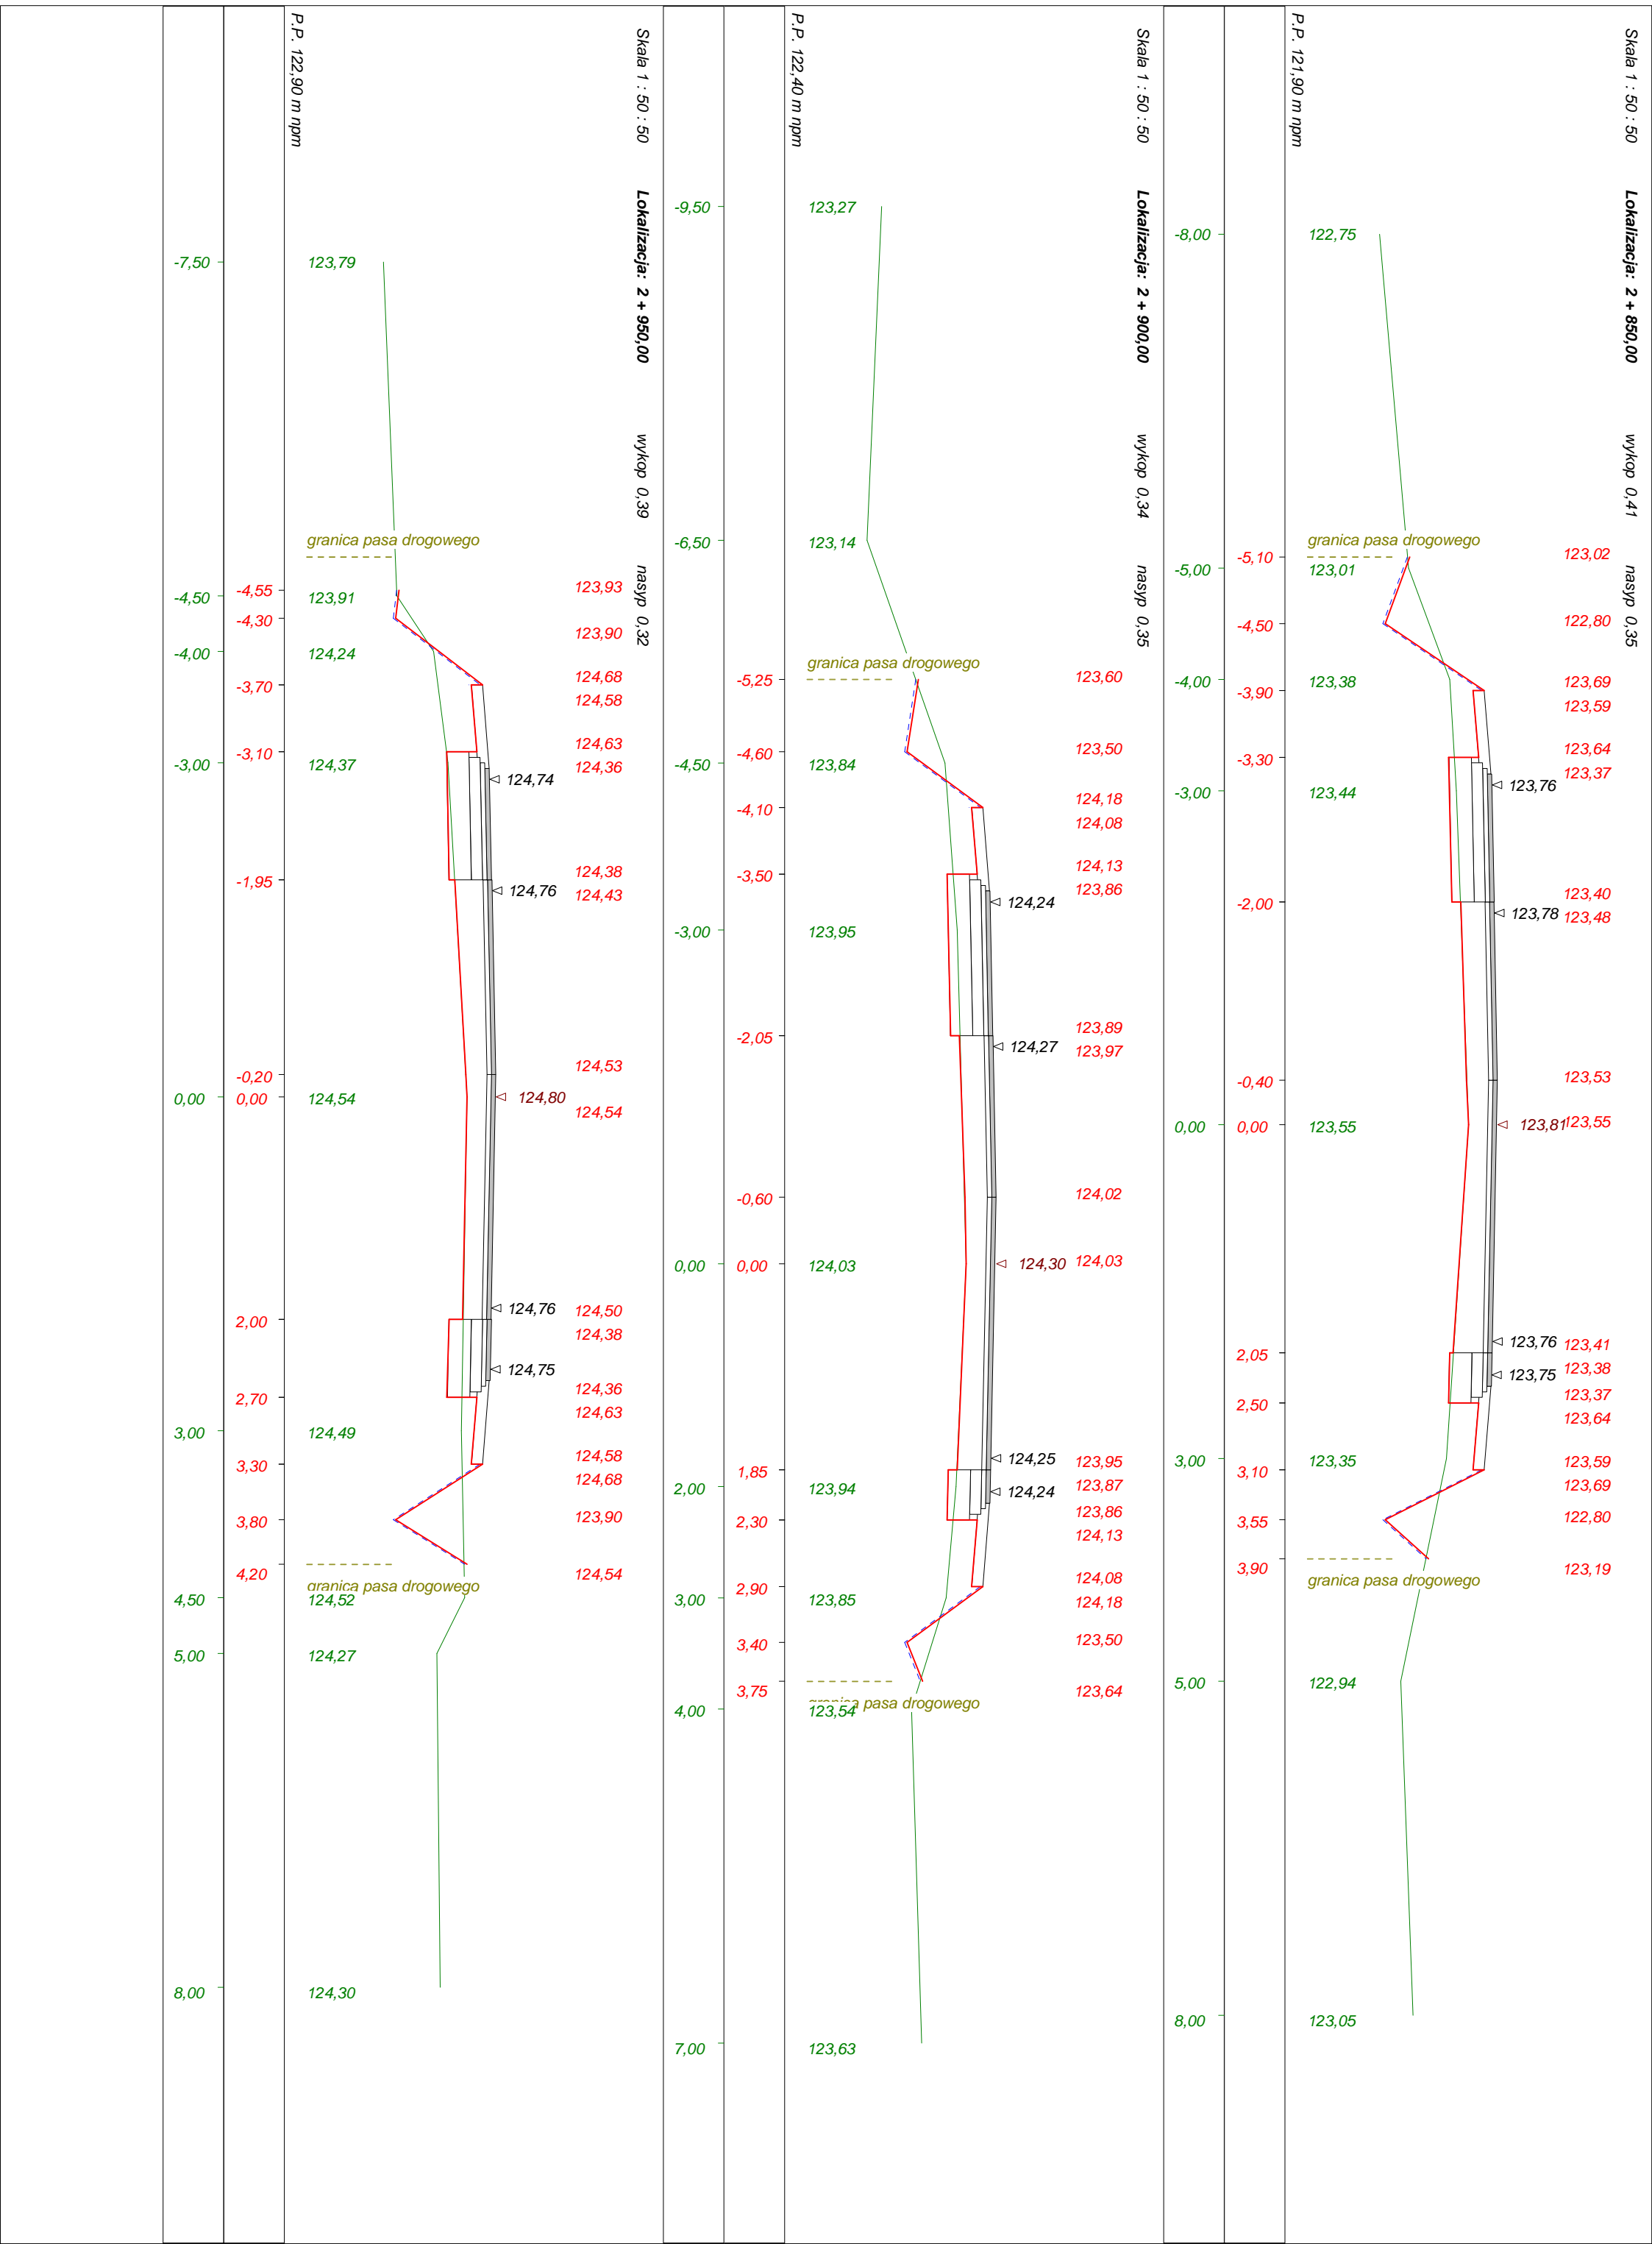 Skala 1 : 50 : 50 Lokalizacja: 2 + 850,00 wykop 0,41 nasyp 0,35
123,02 122,80 123,69 123,59 123,64 123,37 123,40 123,48 123,53 123,55 123,41 123,38 123,37 123,64 123,59 123,69 122,80 123,19
123,76 123,78 123,81 123,76 123,75
granica pasa drogowego granica pasa drogowego
122,75 123,01 123,38 123,44 123,55 123,35 122,94 123,05
P.P. 121,90 m npm
-5,10 -4,50 -3,90 -3,30 -2,00 -0,40 0,00 2,05 2,50 3,10 3,55 3,90
-8,00 -5,00 -4,00 -3,00 0,00 3,00 5,00 8,00
Skala 1 : 50 : 50 Lokalizacja: 2 + 900,00 wykop 0,34 nasyp 0,35
123,60 123,50 124,18 124,08 124,13 123,86 123,89 123,97 124,02 124,03 123,95 123,87 123,86 124,13 124,08 124,18 123,50 123,64
124,24 124,27 124,30 124,25 124,24
granica pasa drogowego granica pasa drogowego
123,27 123,14 123,84 123,95 124,03 123,94 123,85 123,54 123,63
P.P. 122,40 m npm
-5,25 -4,60 -4,10 -3,50 -2,05 -0,60 0,00 1,85 2,30 2,90 3,40 3,75
-9,50 -6,50 -4,50 -3,00 0,00 2,00 3,00 4,00 7,00
Skala 1 : 50 : 50 Lokalizacja: 2 + 950,00 wykop 0,39 nasyp 0,32
123,93 123,90 124,68 124,58 124,63 124,36 124,38 124,43 124,53 124,54 124,50 124,38 124,36 124,63 124,58 124,68 123,90 124,54
124,74 124,76 124,80 124,76 124,75
granica pasa drogowego granica pasa drogowego
123,79 123,91 124,24 124,37 124,54 124,49 124,52 124,27 124,30
P.P. 122,90 m npm
-4,55 -4,30 -3,70 -3,10 -1,95 -0,20 0,00 2,00 2,70 3,30 3,80 4,20
-7,50 -4,50 -4,00 -3,00 0,00 3,00 4,50 5,00 8,00